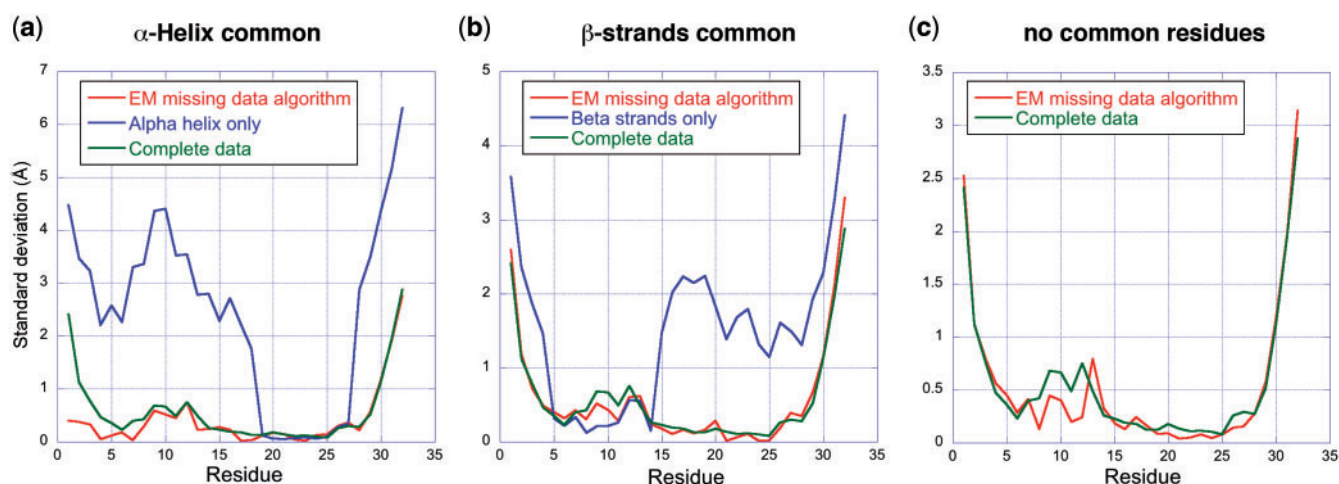 (a) α-Helix common
EM missing data algorithm
Alpha helix only
Complete data
Standard deviation (Å)
7
6
5
4
3
2
1
0
0 5 10 15 20 25 30 35
Residue
(b) β-strands common
EM missing data algorithm
Beta strands only
Complete data
5
4
3
2
1
0
0 5 10 15 20 25 30 35
Residue
(c) no common residues
EM missing data algorithm
Complete data
3.5
3
2.5
2
1.5
1
0.5
0
0 5 10 15 20 25 30 35
Residue